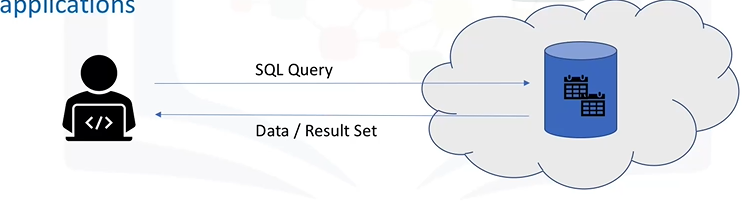 applications
SQL Query
</>
Data / Result Set